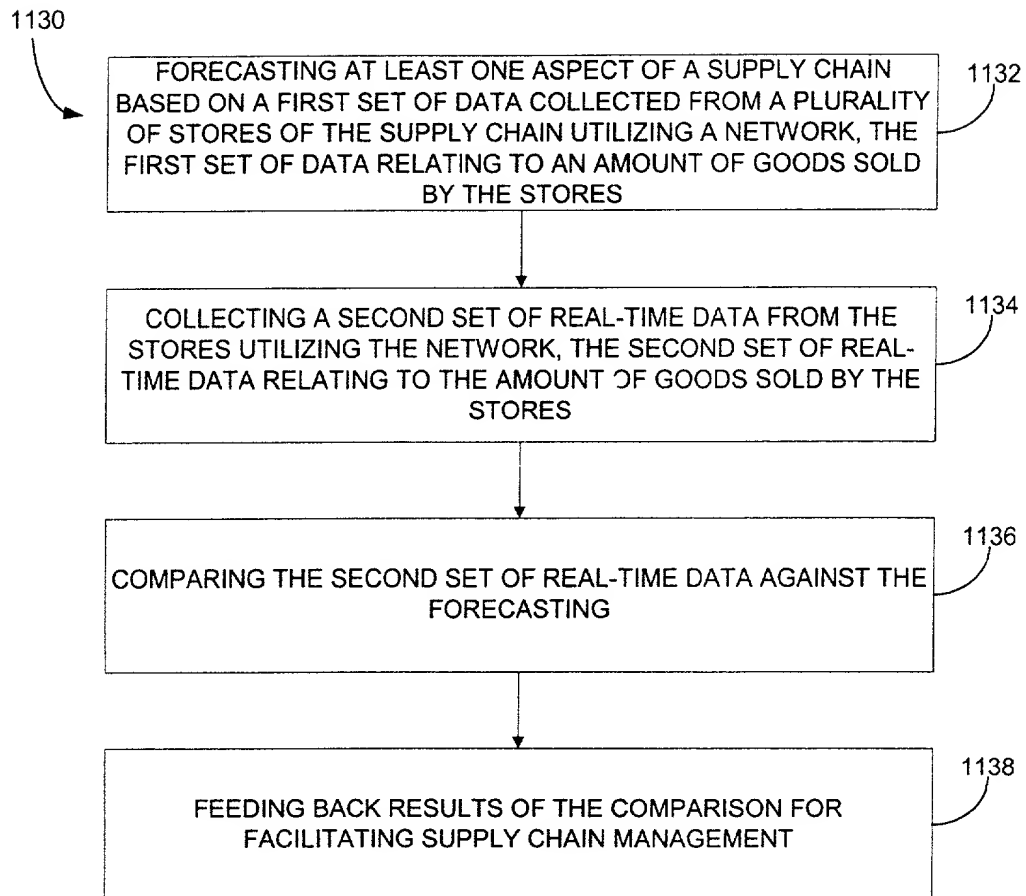 1130
FORECASTING AT LEAST ONE ASPECT OF A SUPPLY CHAIN
BASED ON A FIRST SET OF DATA COLLECTED FROM A PLURALITY
OF STORES OF THE SUPPLY CHAIN UTILIZING A NETWORK, THE
FIRST SET OF DATA RELATING TO AN AMOUNT OF GOODS SOLD
BY THE STORES
1132
COLLECTING A SECOND SET OF REAL-TIME DATA FROM THE
STORES UTILIZING THE NETWORK, THE SECOND SET OF REAL-
TIME DATA RELATING TO THE AMOUNT OF GOODS SOLD BY THE
STORES
1134
COMPARING THE SECOND SET OF REAL-TIME DATA AGAINST THE
FORECASTING
1136
FEEDING BACK RESULTS OF THE COMPARISON FOR
FACILITATING SUPPLY CHAIN MANAGEMENT
1138